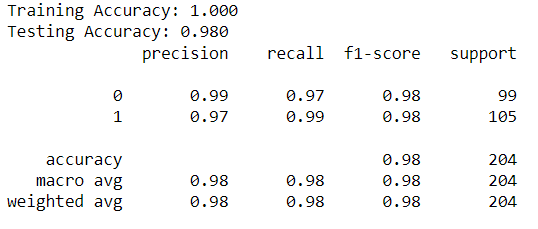 Training Accuracy: 1.000
Testing Accuracy: 0.980
precision recall f1-score support
0 0.99 0.97 0.98 99
1 0.97 0.99 0.98 105
accuracy 0.98 204
macro avg 0.98 0.98 0.98 204
weighted avg 0.98 0.98 0.98 204